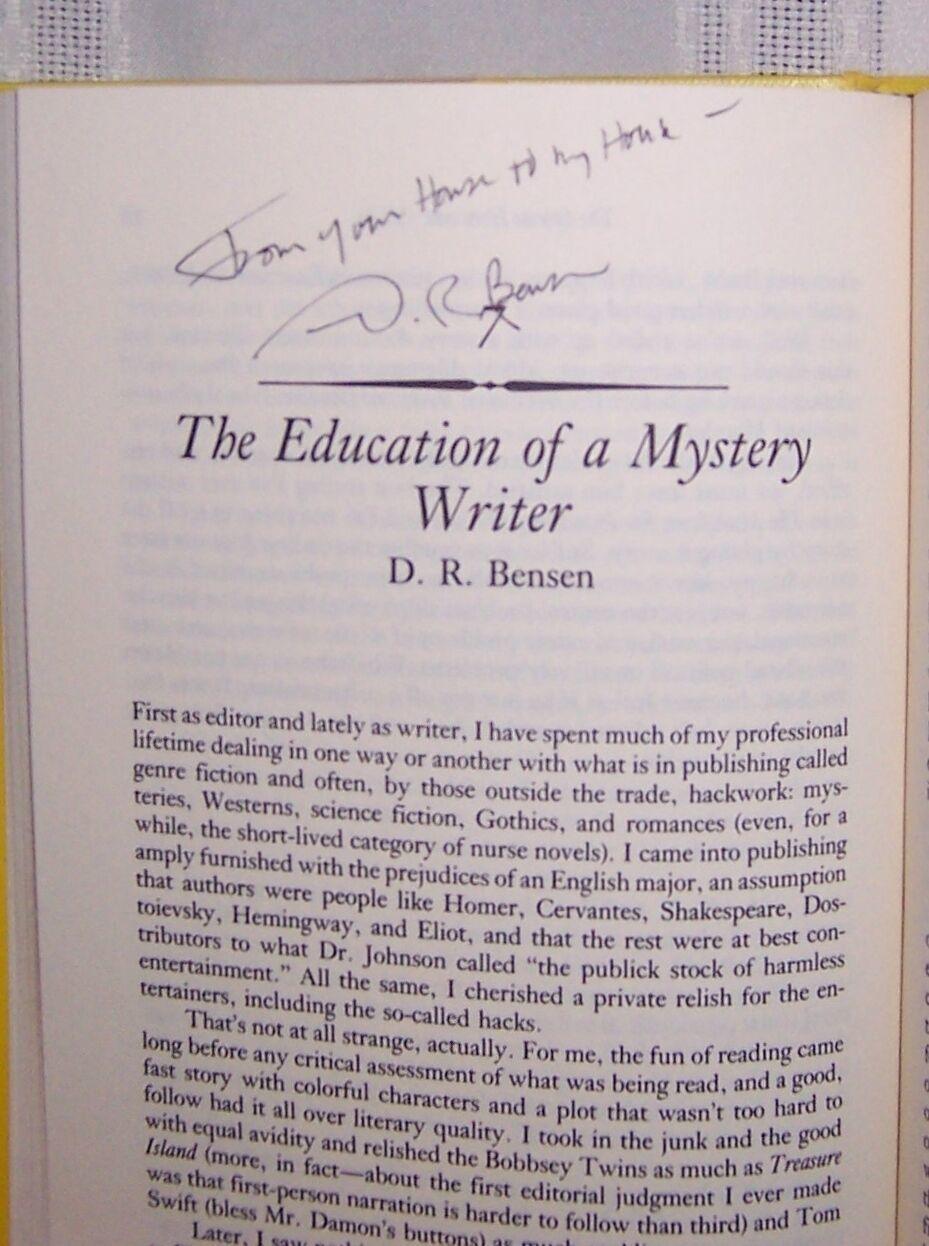 From your House to my House –
D. R. Bensen
The Education of a Mystery
Writer
D. R. Bensen
First as editor and lately as writer, I have spent much of my professional
lifetime dealing in one way or another with what is in publishing called
genre fiction and often, by those outside the trade, hackwork: mys-
teries, Westerns, science fiction, Gothics, and romances (even, for a
while, the short-lived category of nurse novels). I came into publishing
amply furnished with the prejudices of an English major, an assumption
that authors were people like Homer, Cervantes, Shakespeare, Dos-
toievsky, Hemingway, and Eliot, and that the rest were at best con-
tributors to what Dr. Johnson called “the publick stock of harmless
entertainment.” All the same, I cherished a private relish for the en-
tertainers, including the so-called hacks.
That's not at all strange, actually. For me, the fun of reading came
long before any critical assessment of what was being read, and a good,
fast story with colorful characters and a plot that wasn't too hard to
follow had it all over literary quality. I took in the junk and the good
with equal avidity and relished the Bobbsey Twins as much as Treasure
Island (more, in fact—about the first editorial judgment I ever made
was that first-person narration is harder to follow than third) and Tom
Swift (bless Mr. Damon's buttons) as much
Later, I saw